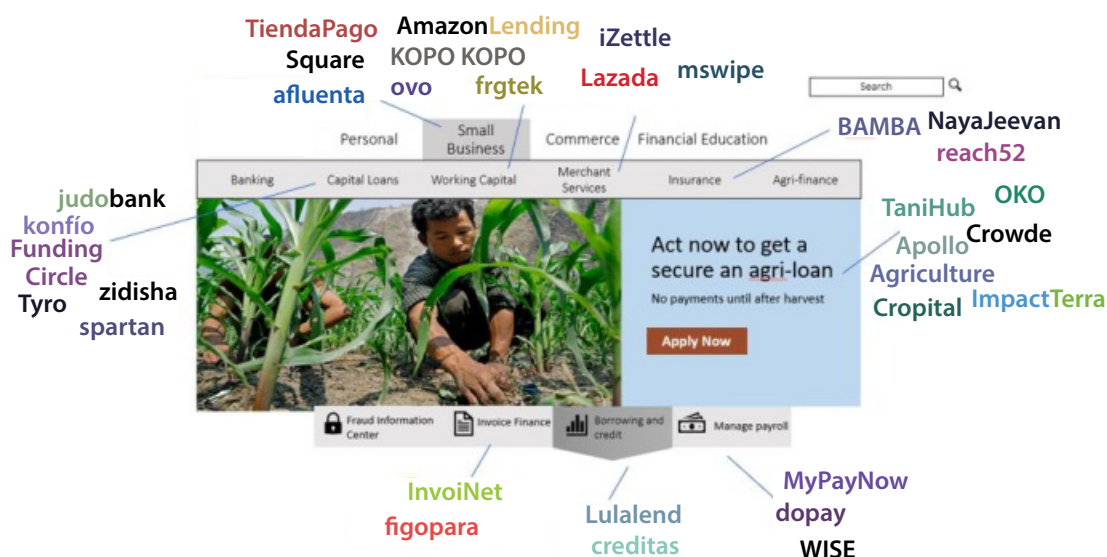 TiendaPago
AmazonLending
iZettle
Square
KOPO KOPO
mswipe
afluenta
ovo
frgtek
Lazada
Search
Personal
Small
Business
Commerce
Financial Education
BAMBA
NayaJeevan
reach52
Banking
Capital Loans
Working Capital
Merchant
Services
Insurance
Agri-finance
judobank
konfío
Funding
Circle
Tyro
zidisha
spartan
Act now to get a
secure an agri-loan
No payments until after harvest
Apply Now
TaniHub
OKO
Apollo
Crowde
Agriculture
Cropital
ImpactTerra
Fraud Information
Center
Invoice Finance
Borrowing and
credit
Manage payroll
InvoiNet
figopara
Lulalend
creditas
MyPayNow
dopay
WISE